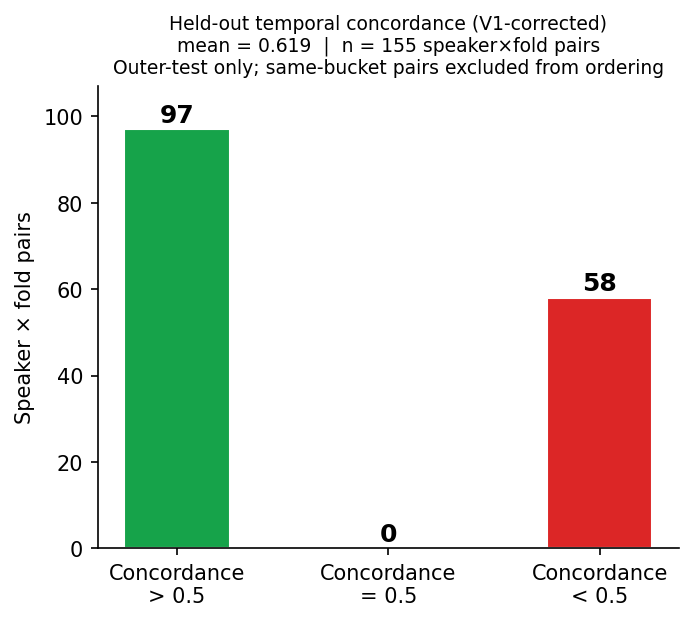 Held-out temporal concordance (V1-corrected)
mean = 0.619  |  n = 155 speaker×fold pairs
Outer-test only; same-bucket pairs excluded from ordering
Speaker × fold pairs
100
80
60
40
20
0
97
0
58
Concordance
> 0.5
Concordance
= 0.5
Concordance
< 0.5